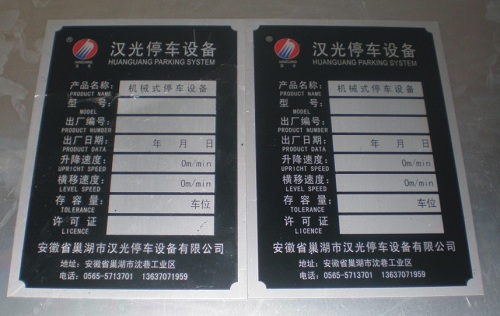 ® 汉光停车设备
HUANGUANG PARKING SYSTEM
产品名称: 机械式停车设备
PRODUCT NAME
型 号:
MODEL
出厂编号:
PRODUCT NUMBER
出厂日期: 年 月 日
PRODUCT DATA
升降速度: 0m/min
UPRIGHT SPEED
横移速度: 0m/min
LEVEL SPEED
存 容 量: 车位
TOLERANCE
许 可 证
LICENCE
安徽省巢湖市汉光停车设备有限公司
地址: 安徽省巢湖市沈巷工业区
电话: 0565-5713701 13637071959
® 汉光停车设备
HUANGUANG PARKING SYSTEM
产品名称: 机械式停车设备
PRODUCT NAME
型 号:
MODEL
出厂编号:
PRODUCT NUMBER
出厂日期: 年 月 日
PRODUCT DATA
升降速度: 0m/min
UPRIGHT SPEED
横移速度: 0m/min
LEVEL SPEED
存 容 量: 车位
TOLERANCE
许 可 证
LICENCE
安徽省巢湖市汉光停车设备有限公司
地址: 安徽省巢湖市沈巷工业区
电话: 0565-5713701 13637071959